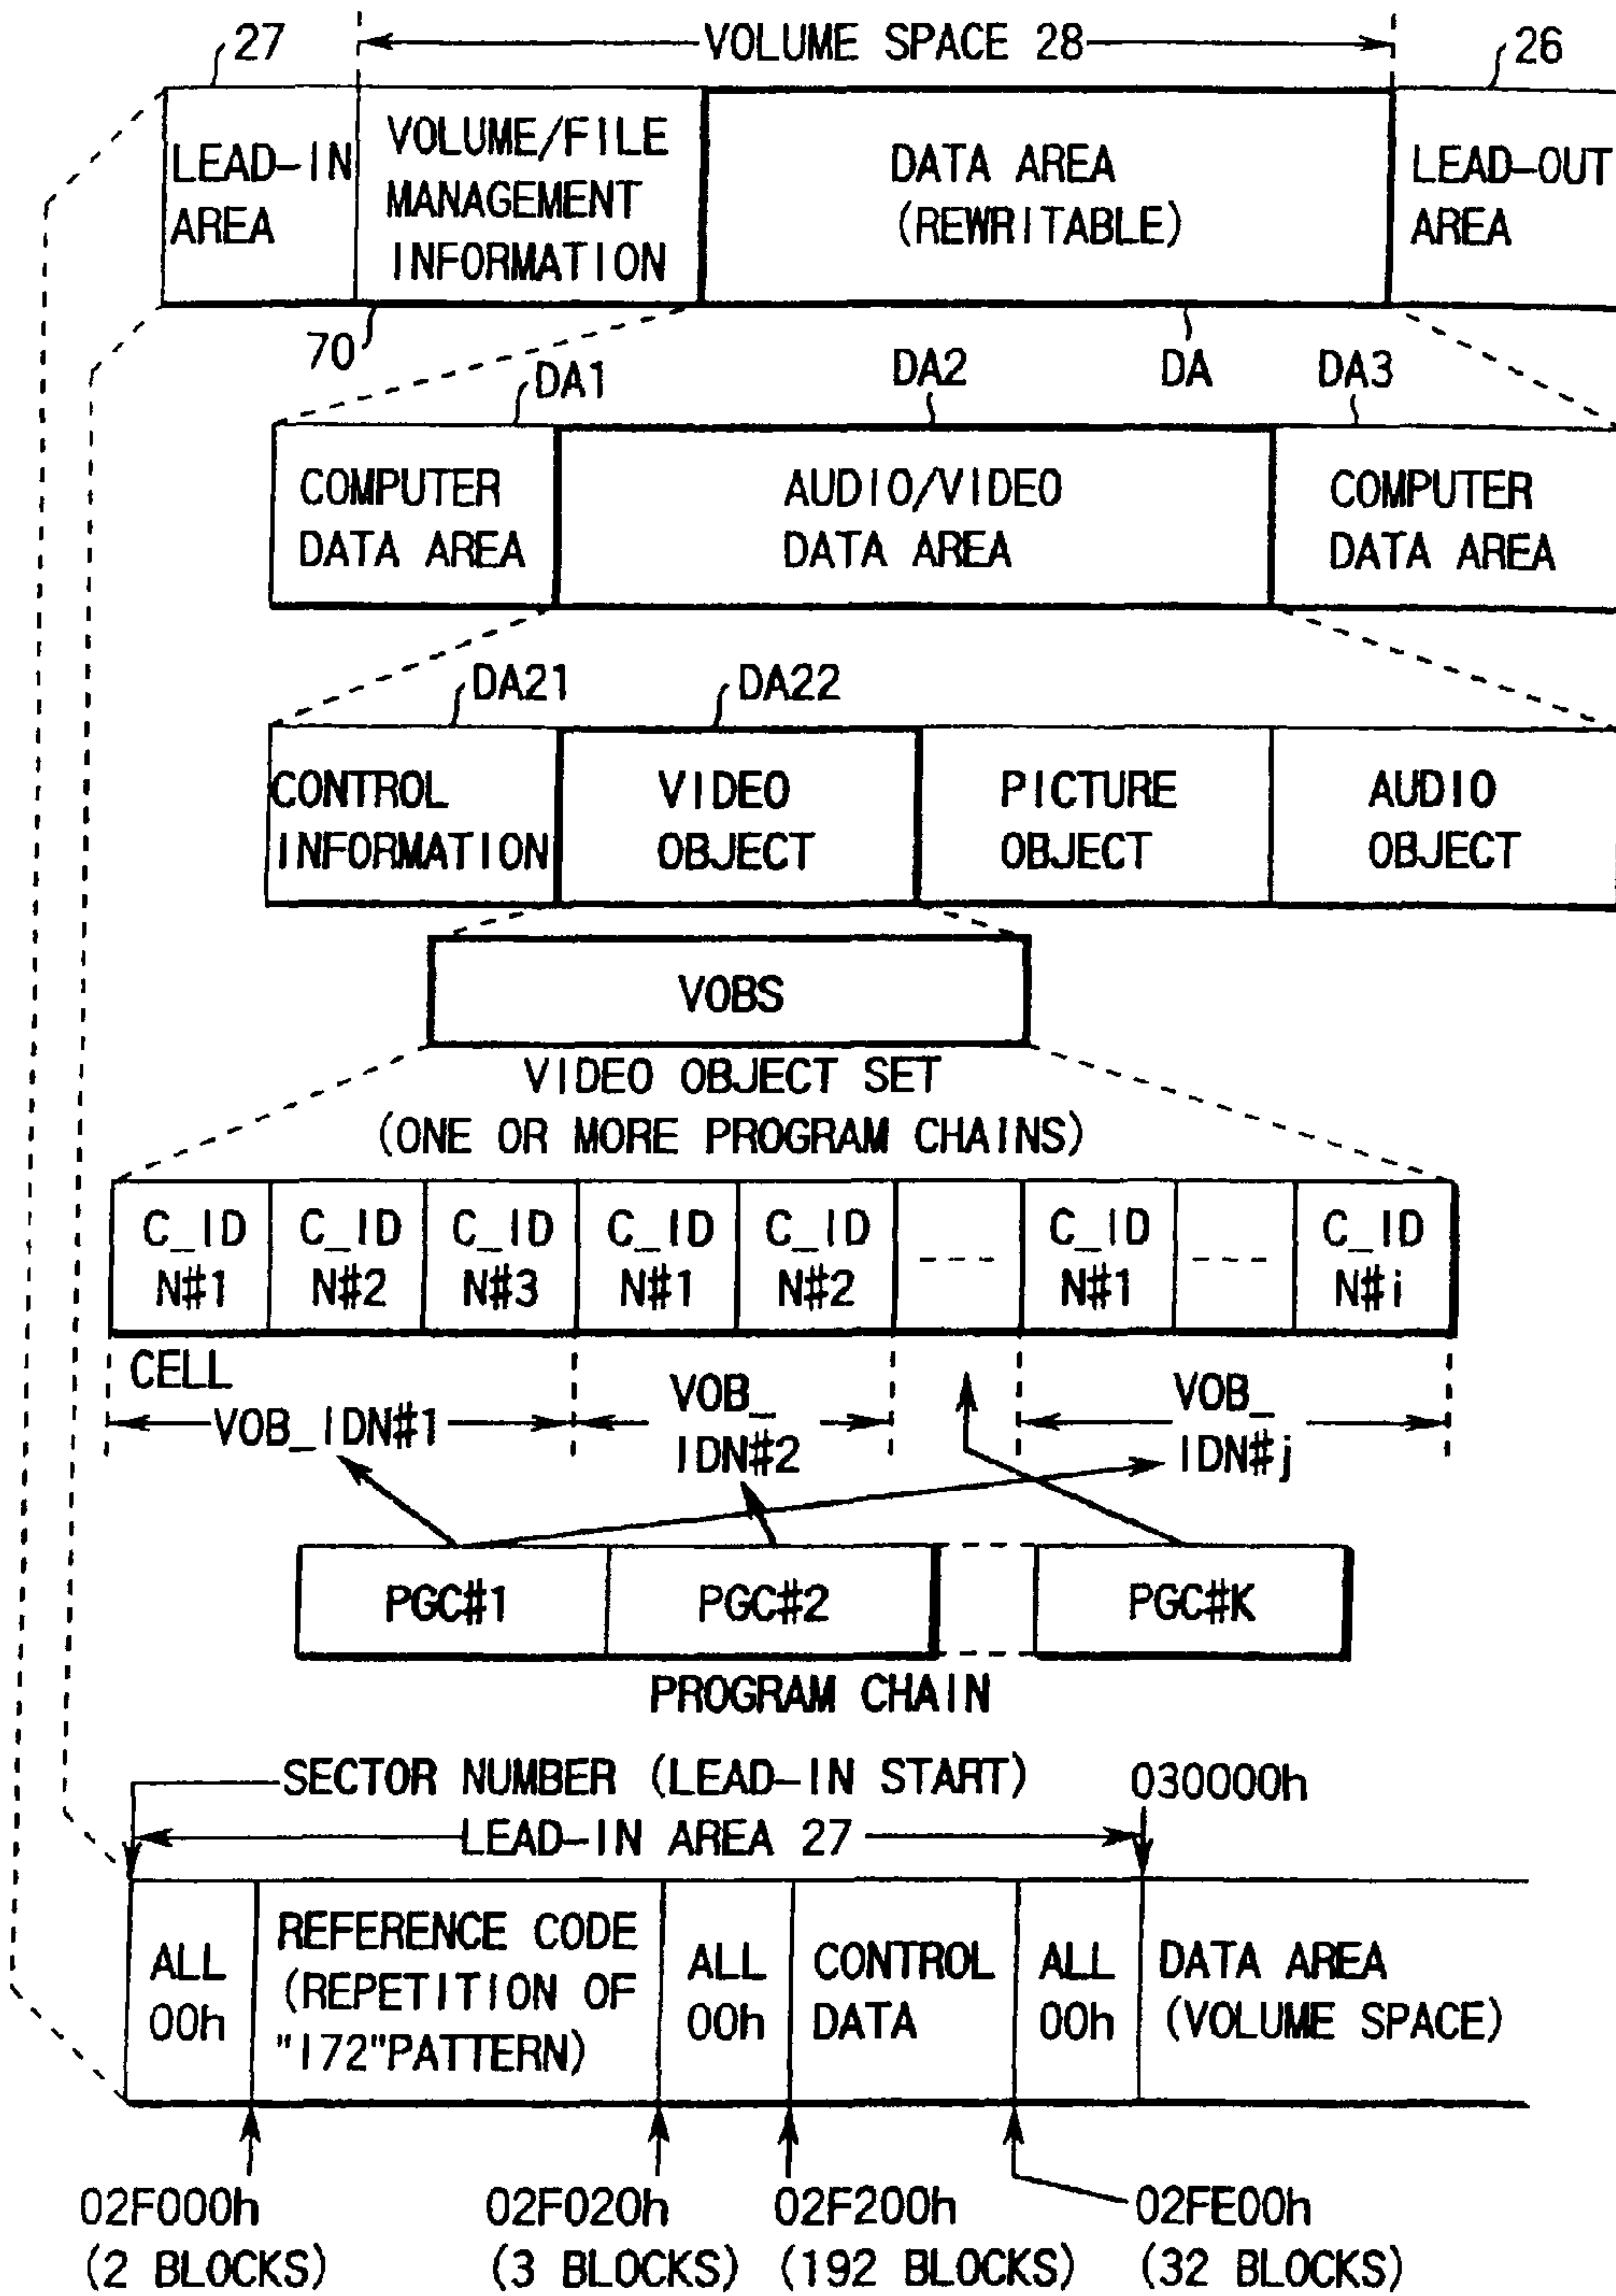 27
VOLUME SPACE 28
26
LEAD-IN
AREA
VOLUME/FILE
MANAGEMENT
INFORMATION
DATA AREA
(REWRITABLE)
LEAD-OUT
AREA
70
DA1
DA2
DA
DA3
COMPUTER
DATA AREA
AUDIO/VIDEO
DATA AREA
COMPUTER
DATA AREA
DA21
DA22
CONTROL
INFORMATION
VIDEO
OBJECT
PICTURE
OBJECT
AUDIO
OBJECT
VOBS
VIDEO OBJECT SET
(ONE OR MORE PROGRAM CHAINS)
C_ID
N#1
C_ID
N#2
C_ID
N#3
C_ID
N#1
C_ID
N#2
----
C_ID
N#1
----
C_ID
N#i
CELL
VOB_IDN#1
VOB_
IDN#2
VOB_
IDN#j
PGC#1
PGC#2
PGC#K
PROGRAM CHAIN
SECTOR NUMBER (LEAD-IN START)
030000h
LEAD-IN AREA 27
ALL
00h
REFERENCE CODE
(REPETITION OF
"172"PATTERN)
ALL
00h
CONTROL
DATA
ALL
00h
DATA AREA
(VOLUME SPACE)
02F000h
(2 BLOCKS)
02F020h
(3 BLOCKS)
02F200h
(192 BLOCKS)
02FE00h
(32 BLOCKS)